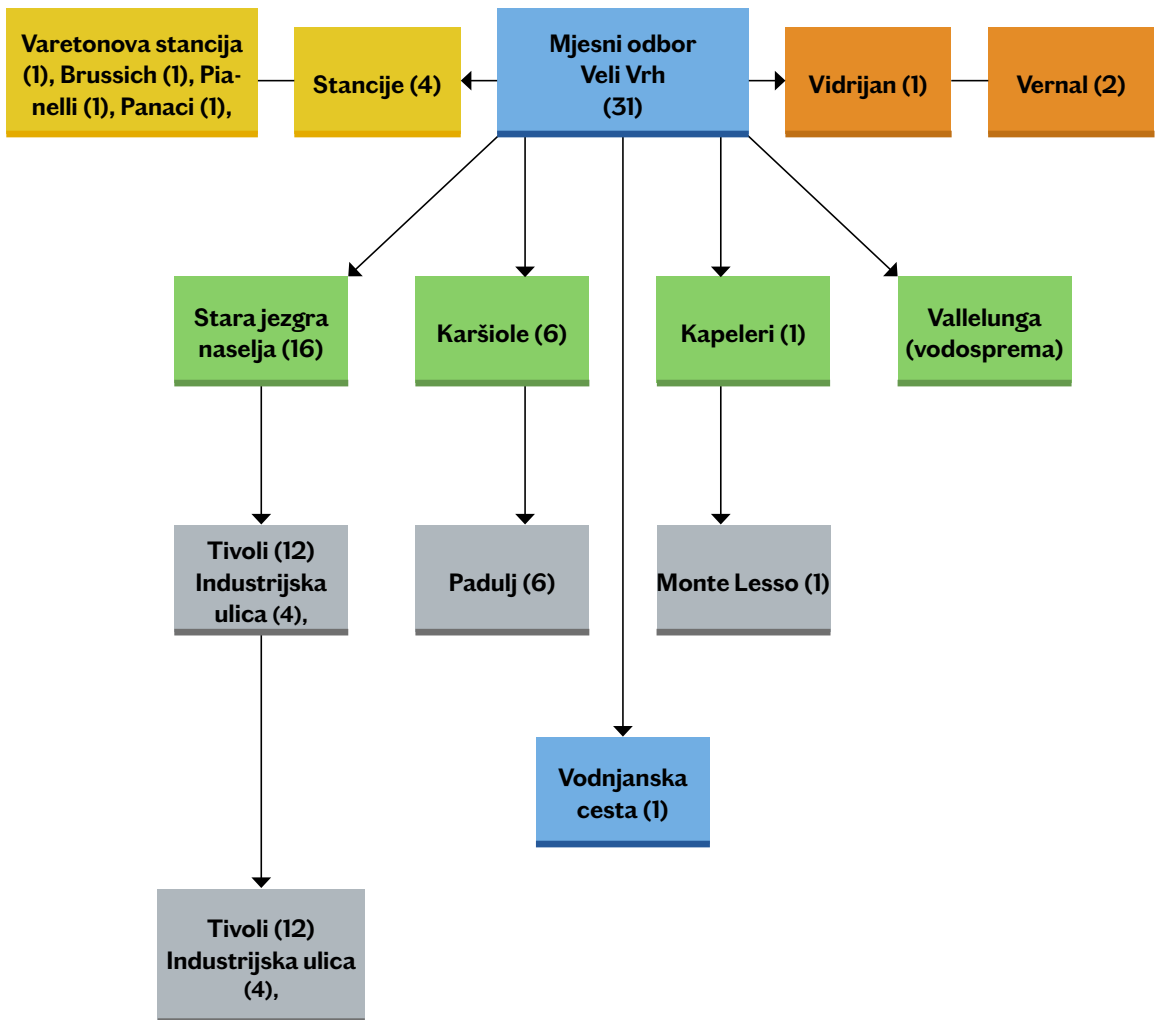 Varetonova stancija
(1), Brussich (1), Pia-
nelli (1), Panaci (1),
Stancije (4)
Mjesni odbor
Veli Vrh
(31)
Vidrijan (1)
Vernal (2)
Stara jezgra
naselja (16)
Karšiole (6)
Kapeleri (1)
Vallelunga
(vodosprema)
Tivoli (12)
Industrijska
ulica (4),
Padulj (6)
Monte Lesso (1)
Vodnjanska
cesta (1)
Tivoli (12)
Industrijska ulica
(4),